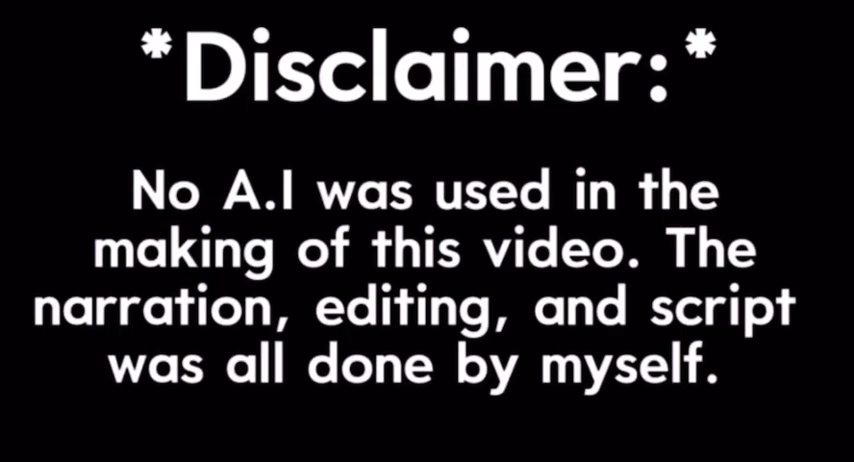 *Disclaimer:*
No A.I was used in the
making of this video. The
narration, editing, and script
was all done by myself.